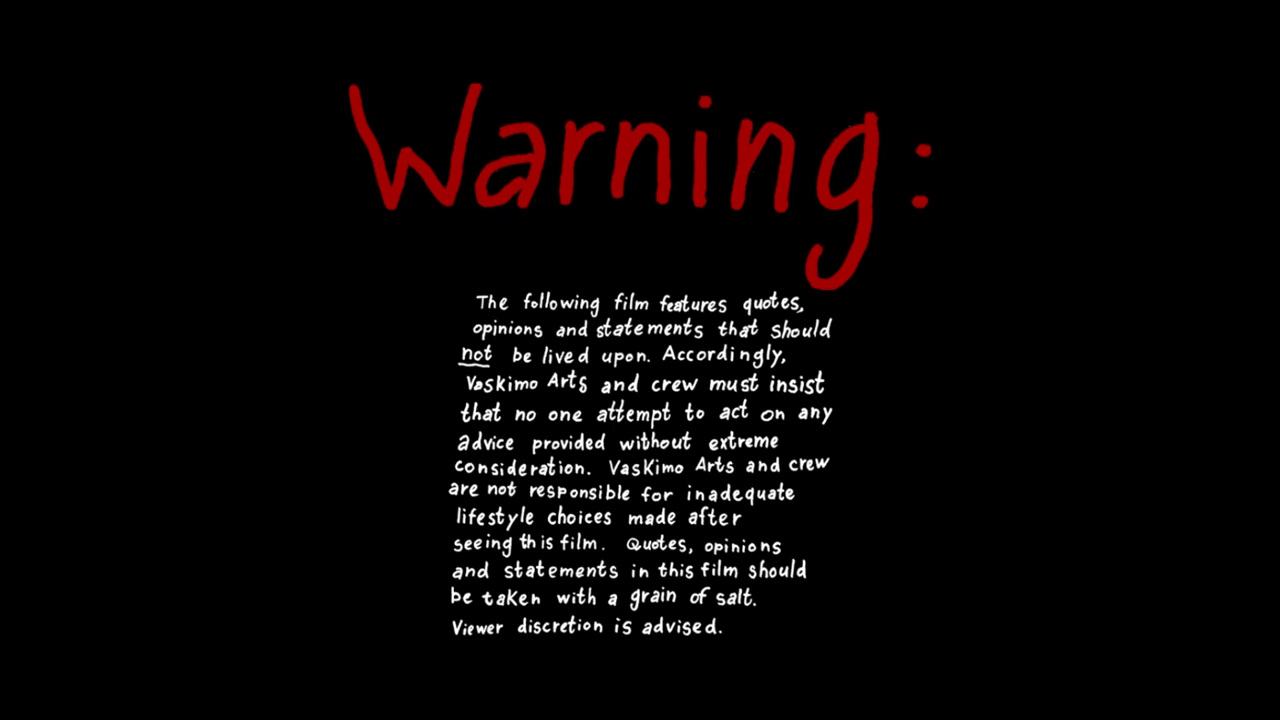 Warning:
The following film features quotes,
opinions and statements that should
not be lived upon. Accordingly,
Vaskimo Arts and crew must insist
that no one attempt to act on any
advice provided without extreme
consideration. Vaskimo Arts and crew
are not responsible for inadequate
lifestyle choices made after
seeing this film. Quotes, opinions
and statements in this film should
be taken with a grain of salt.
Viewer discretion is advised.